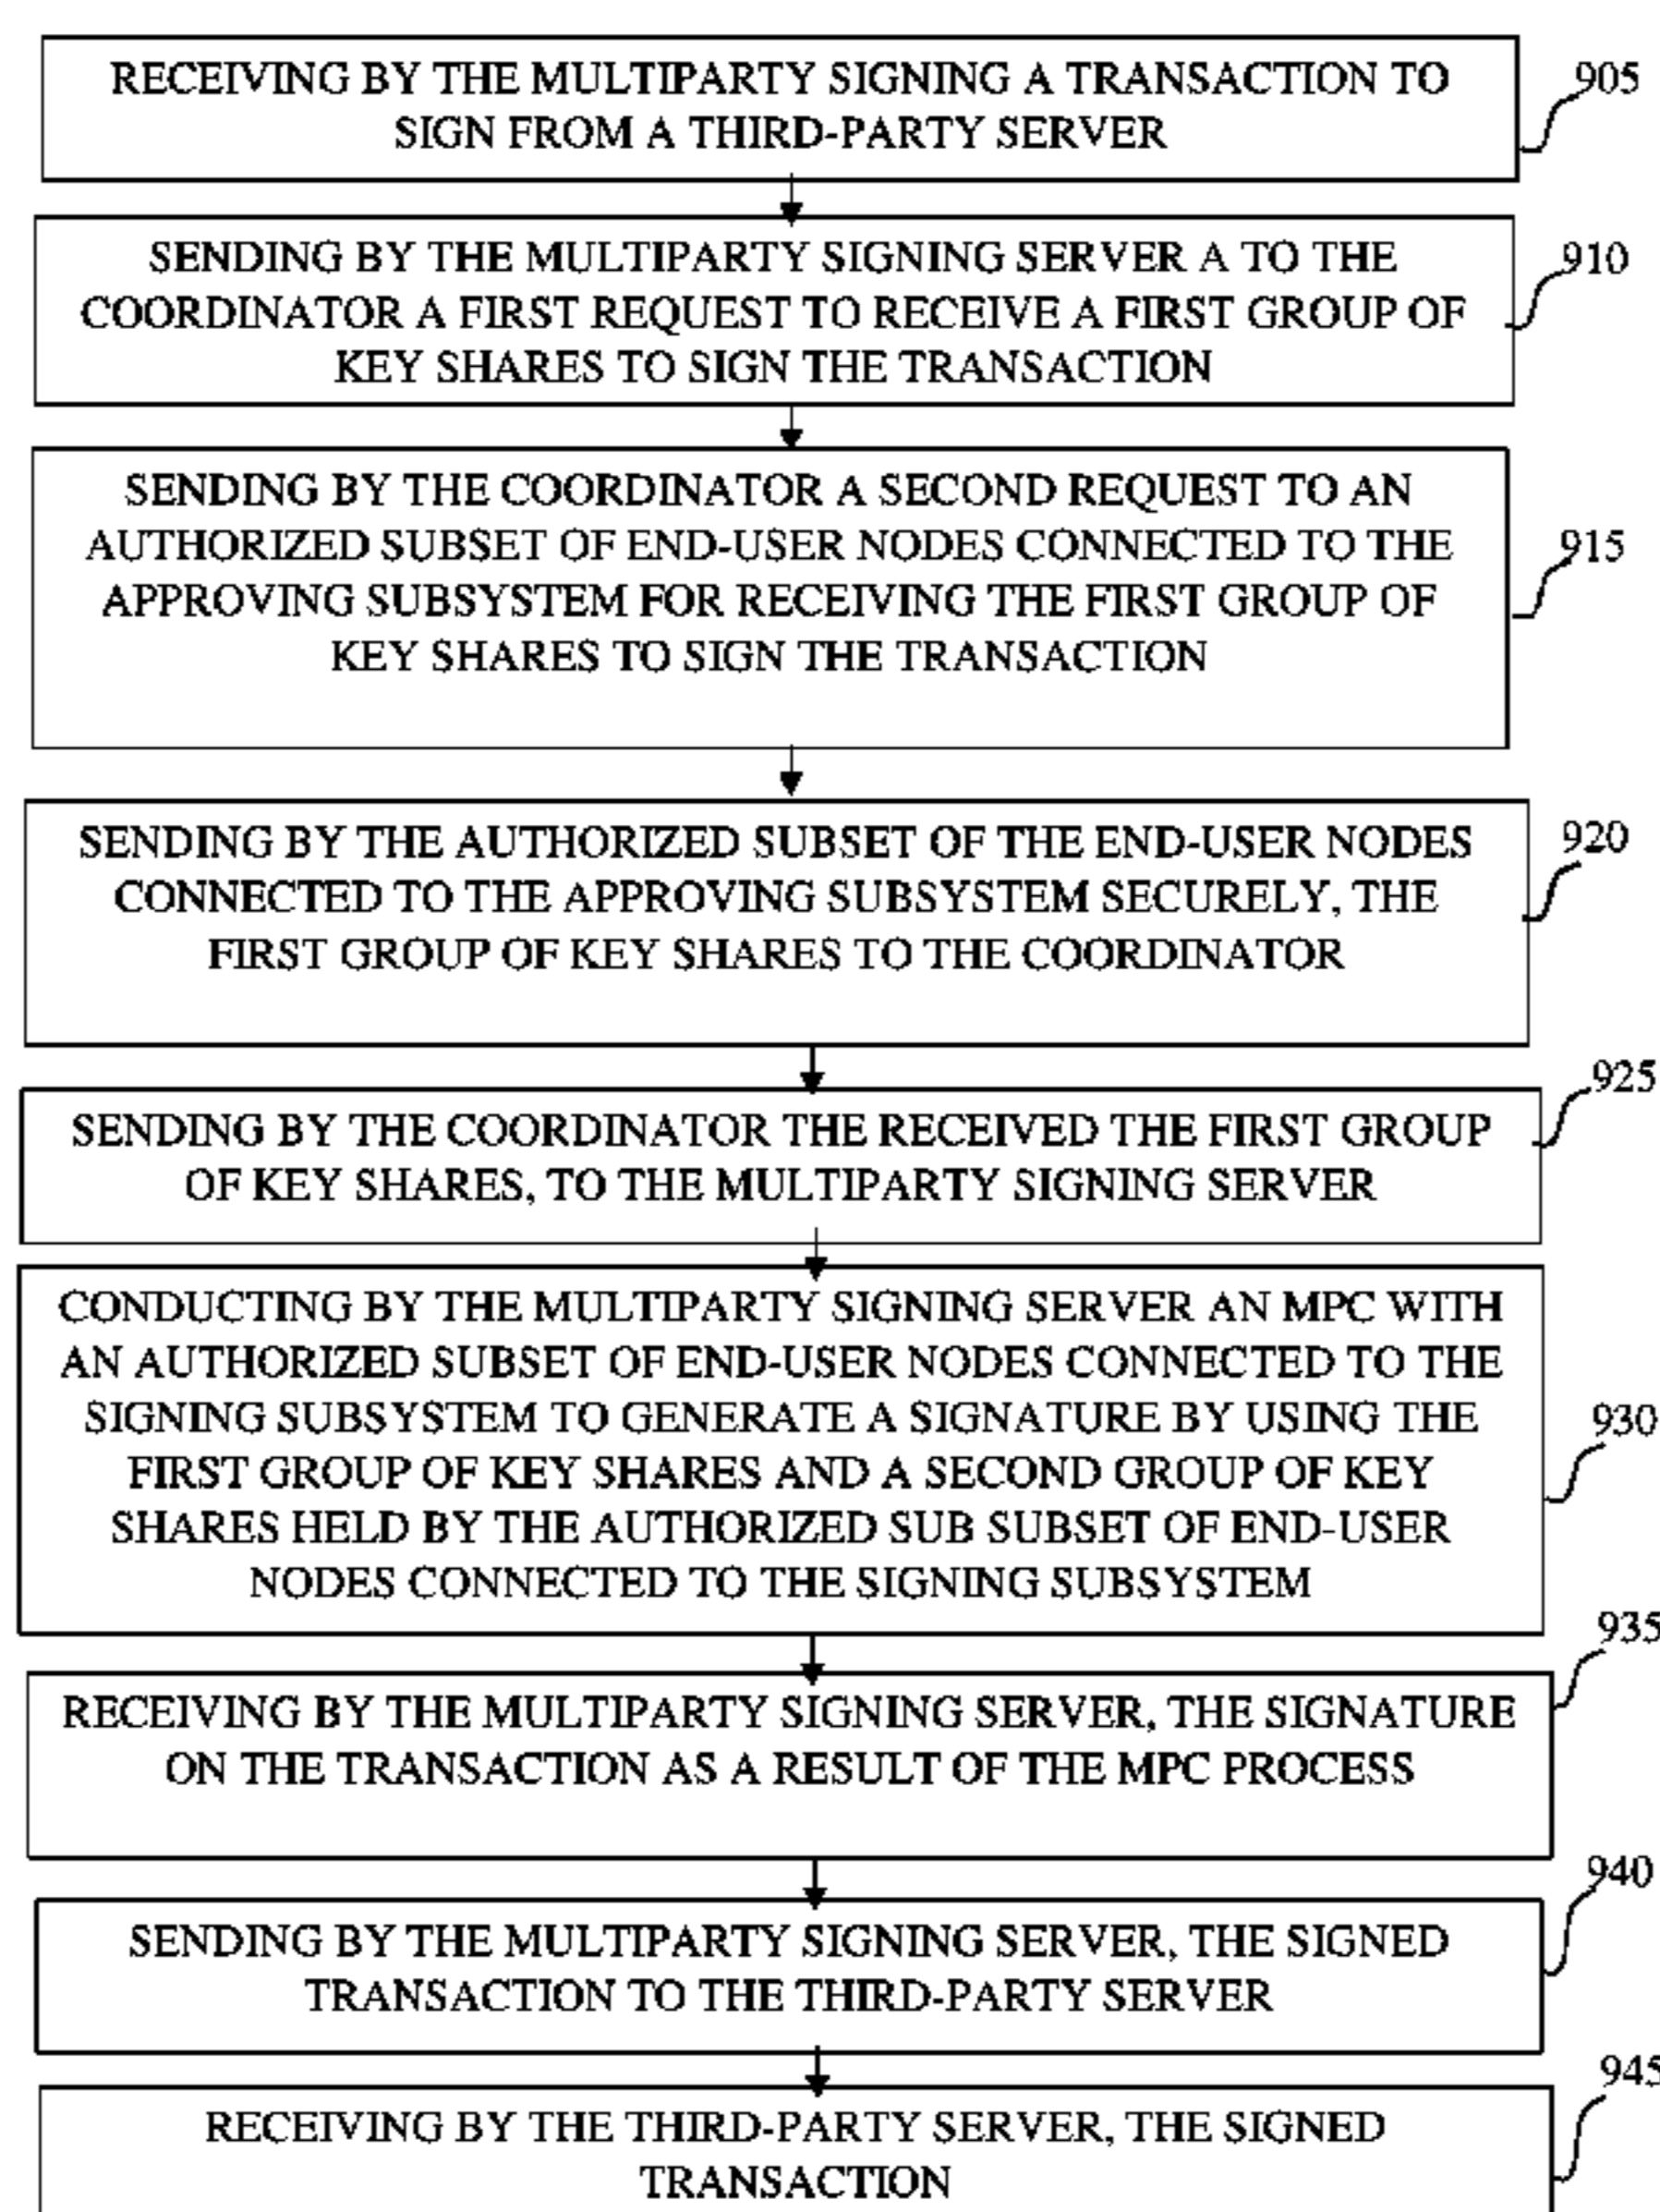 RECEIVING BY THE MULTIPARTY SIGNING A TRANSACTION TO
SIGN FROM A THIRD-PARTY SERVER
905
SENDING BY THE MULTIPARTY SIGNING SERVER A TO THE
COORDINATOR A FIRST REQUEST TO RECEIVE A FIRST GROUP OF
KEY SHARES TO SIGN THE TRANSACTION
910
SENDING BY THE COORDINATOR A SECOND REQUEST TO AN
AUTHORIZED SUBSET OF END-USER NODES CONNECTED TO THE
APPROVING SUBSYSTEM FOR RECEIVING THE FIRST GROUP OF
KEY SHARES TO SIGN THE TRANSACTION
915
SENDING BY THE AUTHORIZED SUBSET OF THE END-USER NODES
CONNECTED TO THE APPROVING SUBSYSTEM SECURELY, THE
FIRST GROUP OF KEY SHARES TO THE COORDINATOR
920
SENDING BY THE COORDINATOR THE RECEIVED THE FIRST GROUP
OF KEY SHARES, TO THE MULTIPARTY SIGNING SERVER
925
CONDUCTING BY THE MULTIPARTY SIGNING SERVER AN MPC WITH
AN AUTHORIZED SUBSET OF END-USER NODES CONNECTED TO THE
SIGNING SUBSYSTEM TO GENERATE A SIGNATURE BY USING THE
FIRST GROUP OF KEY SHARES AND A SECOND GROUP OF KEY
SHARES HELD BY THE AUTHORIZED SUB SUBSET OF END-USER
NODES CONNECTED TO THE SIGNING SUBSYSTEM
930
RECEIVING BY THE MULTIPARTY SIGNING SERVER, THE SIGNATURE
ON THE TRANSACTION AS A RESULT OF THE MPC PROCESS
935
SENDING BY THE MULTIPARTY SIGNING SERVER, THE SIGNED
TRANSACTION TO THE THIRD-PARTY SERVER
940
RECEIVING BY THE THIRD-PARTY SERVER, THE SIGNED
TRANSACTION
945